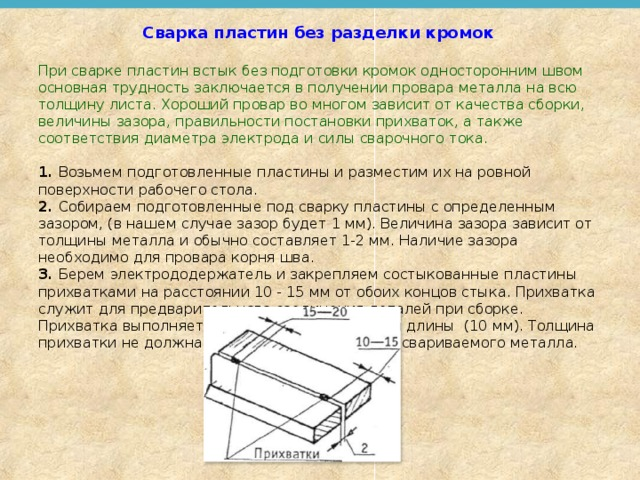 Сварка пластин без разделки кромок
При сварке пластин встык без подготовки кромок односторонним швом
основная трудность заключается в получении провара металла на всю
толщину листа. Хороший провар во многом зависит от качества сборки,
величины зазора, правильности постановки прихваток, а также
соответствия диаметра электрода и силы сварочного тока.
1. Возьмем подготовленные пластины и разместим их на ровной
поверхности рабочего стола.
2. Собираем подготовленные под сварку пластины с определенным
зазором, (в нашем случае зазор будет 1 мм). Величина зазора зависит от
толщины металла и обычно составляет 1-2 мм. Наличие зазора
необходимо для провара корня шва.
3. Берем электрододержатель и закрепляем состыкованные пластины
прихватками на расстоянии 10 - 15 мм от обоих концов стыка. Прихватка
служит для предварительного соединения деталей при сборке.
Прихватка выполняет длины (10 мм). Толщина
прихватки не должна свариваемого металла.
15—20
10—15
2
Прихватки